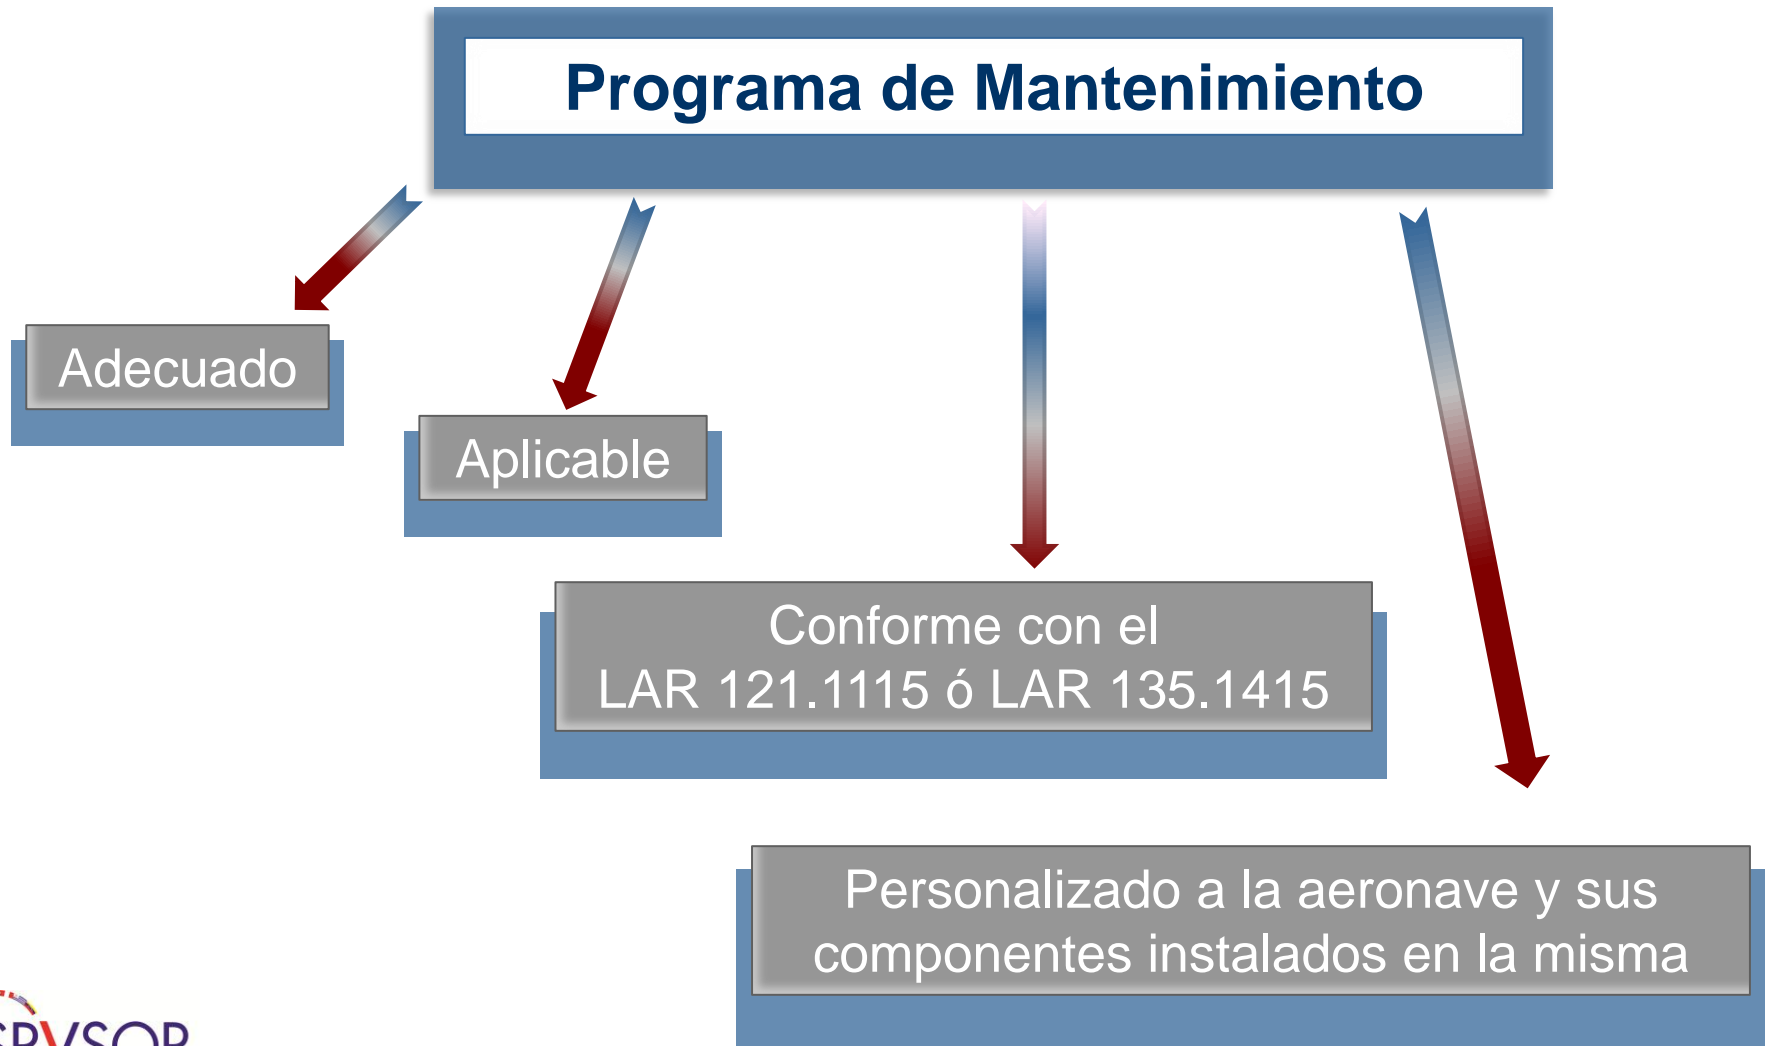 Programa de Mantenimiento
Adecuado
Aplicable
Conforme con el
LAR 121.1115 ó LAR 135.1415
Personalizado a la aeronave y sus
componentes instalados en la misma